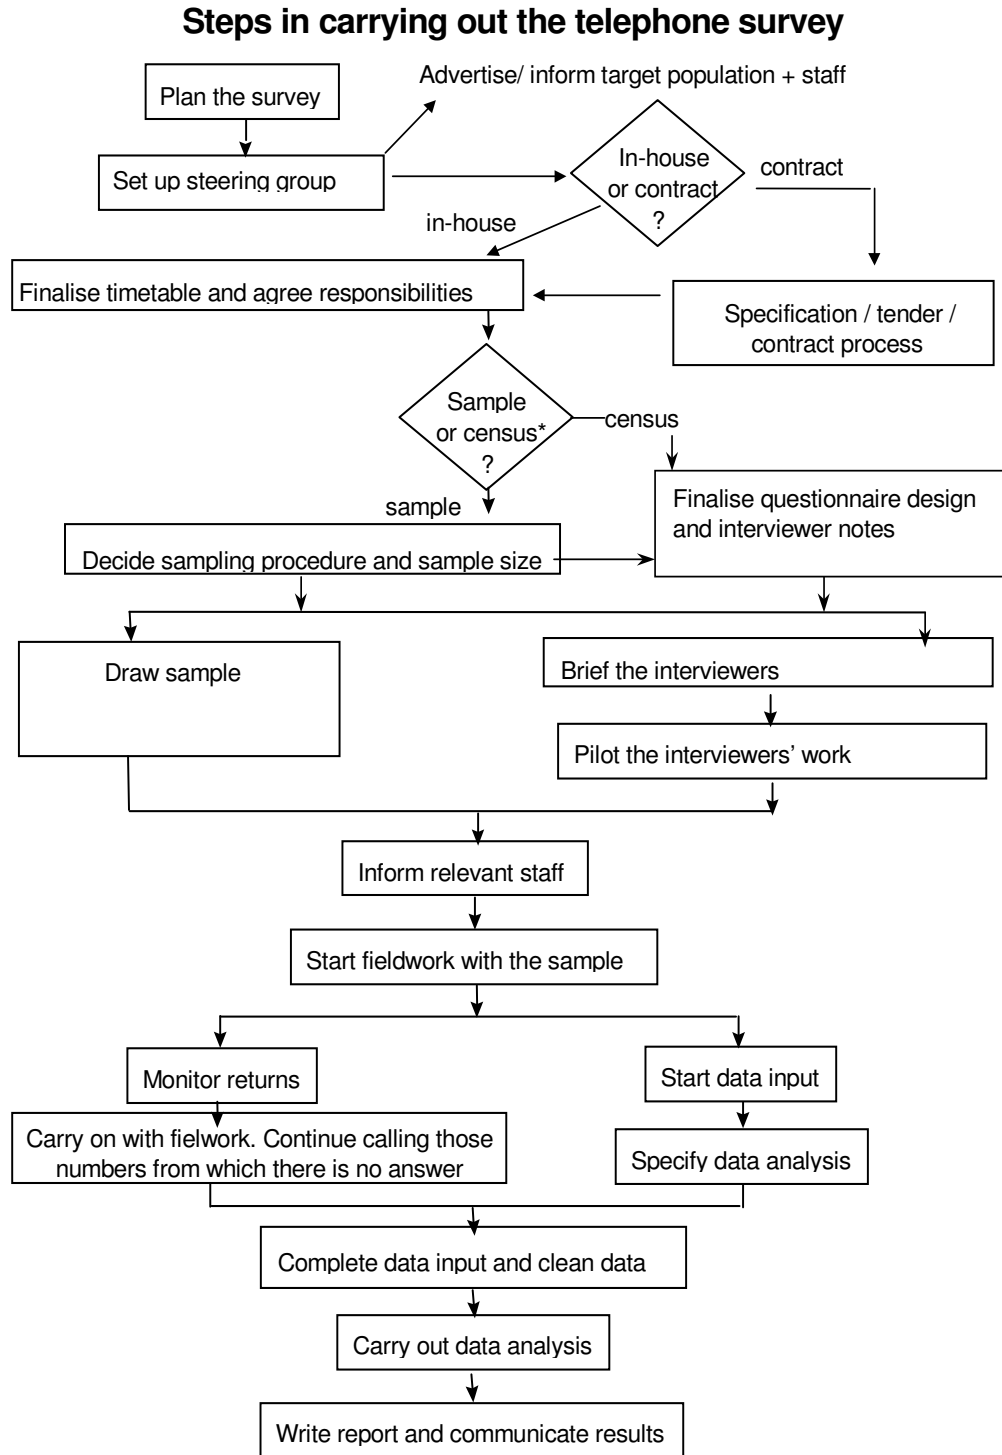 Steps in carrying out the telephone survey
Advertise/ inform target population + staff
Plan the survey
Set up steering group
In-house
or contract
?
contract
in-house
Finalise timetable and agree responsibilities
Specification / tender /
contract process
Sample
or census*
?
census
sample
Finalise questionnaire design
and interviewer notes
Decide sampling procedure and sample size
Draw sample
Brief the interviewers
Pilot the interviewers' work
Inform relevant staff
Start fieldwork with the sample
Monitor returns
Start data input
Carry on with fielwork. Continue calling those
numbers from which there is no answer
Specify data analysis
Complete data input and clean data
Carry out data analysis
Write report and communicate results